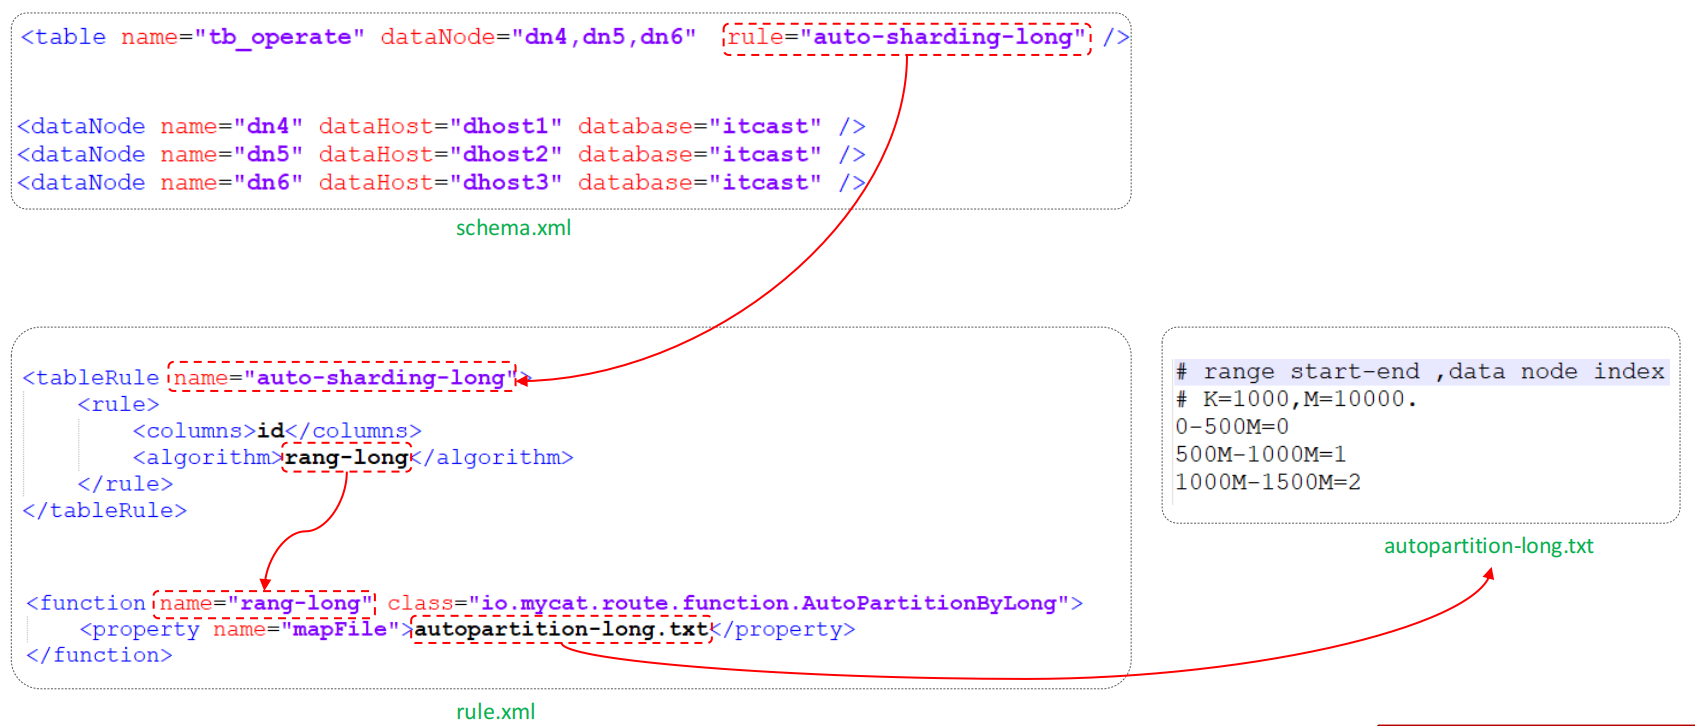 <table name="tb_operate" dataNode="dn4,dn5,dn6" rule="auto-sharding-long" />
<dataNode name="dn4" dataHost="dhost1" database="itcast" />
<dataNode name="dn5" dataHost="dhost2" database="itcast" />
<dataNode name="dn6" dataHost="dhost3" database="itcast" />
schema.xml
<tableRule name="auto-sharding-long">
<rule>
<columns>id</columns>
<algorithm>rang-long</algorithm>
</rule>
</tableRule>
<function name="rang-long" class="io.mycat.route.function.AutoPartitionByLong">
<property name="mapFile">autopartition-long.txt</property>
</function>
rule.xml
# range start-end ,data node index
# K=1000,M=10000.
0-500M=0
500M-1000M=1
1000M-1500M=2
autopartition-long.txt